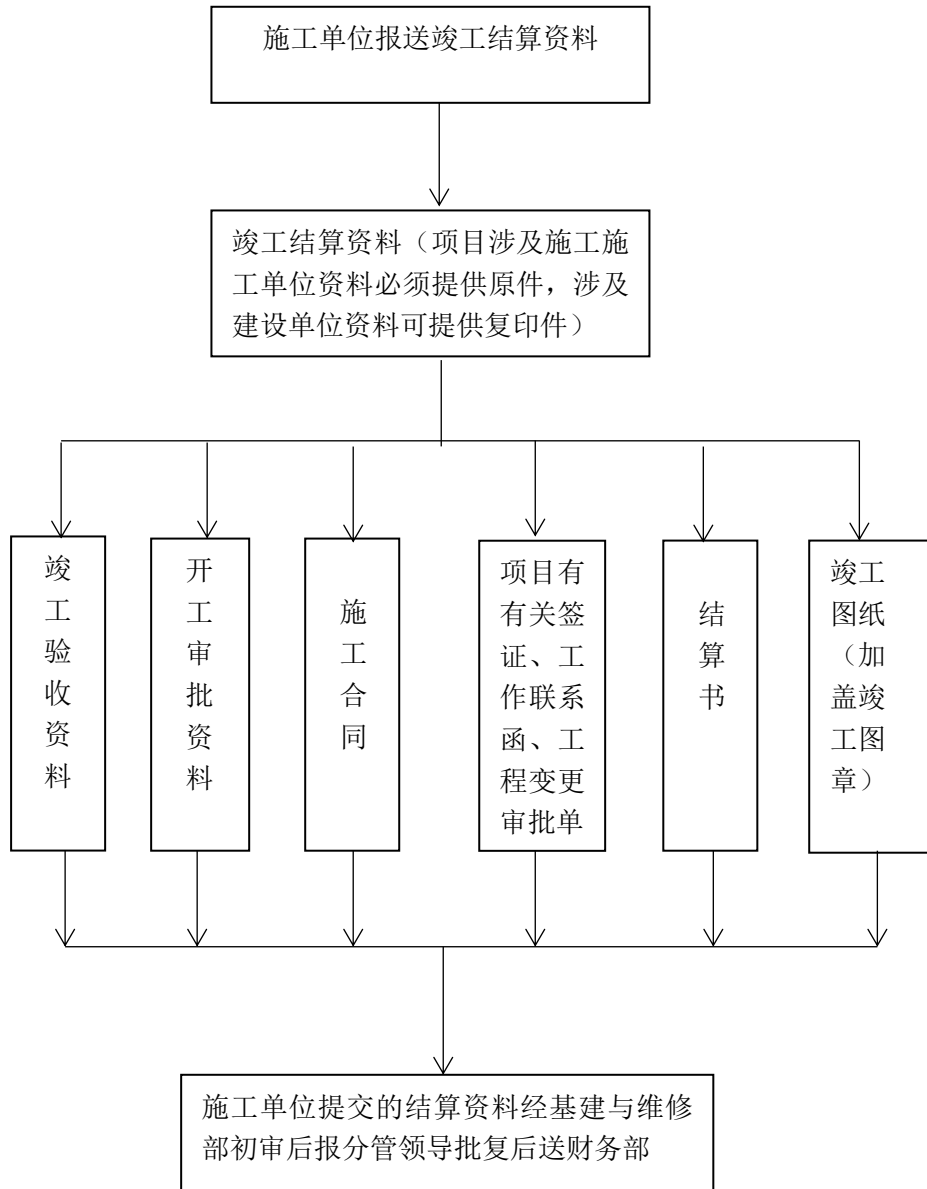 施工单位报送竣工结算资料
竣工结算资料（项目涉及施工施
工单位资料必须提供原件，涉及
建设单位资料可提供复印件）
竣工验收资料
开工审批资料
施工合同
项目有
有关签
证、工
作联系
函、工
程变更
审批单
结算书
竣工
图纸
（加
盖竣
工图
章）
施工单位提交的结算资料经基建与维修
部初审后报分管领导批复后送财务部